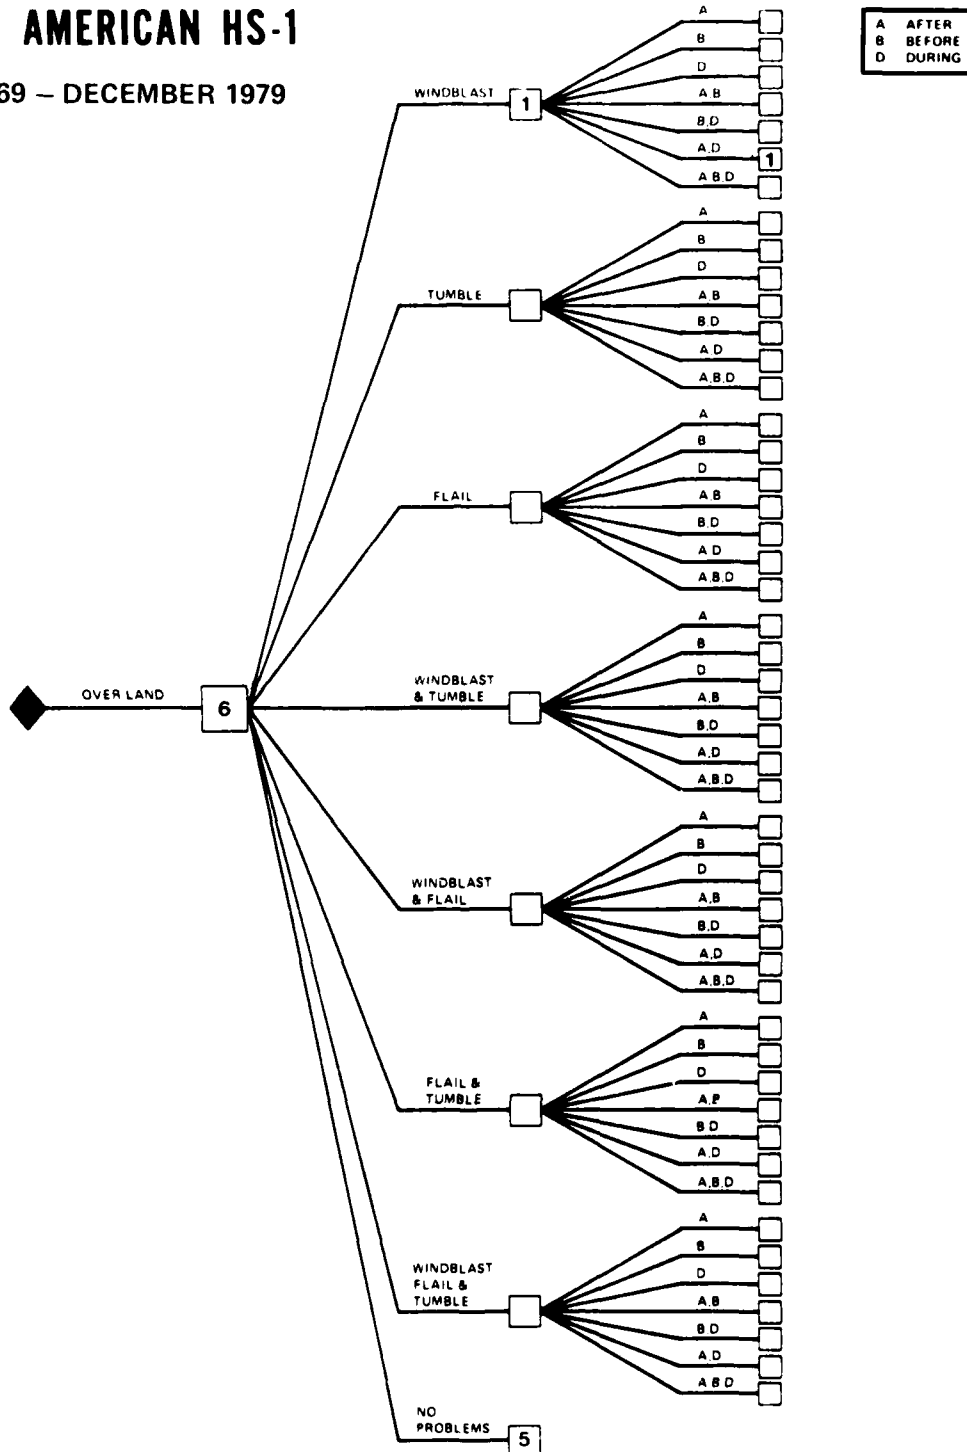 AMERICAN HS-1
69 – DECEMBER 1979
A AFTER
B BEFORE
D DURING
OVER LAND
6
WINDBLAST
1
A
B
D
A,B
B,D
A,D
1
A B,D
TUMBLE
A
B
D
A,B
B,D
A,D
A,B,D
FLAIL
A
B
D
A,B
B,D
A,D
A,B,D
WINDBLAST
& TUMBLE
A
B
D
A,B
B,D
A,D
A,B,D
WINDBLAST
& FLAIL
A
B
D
A,B
B,D
A,D
A,B,D
FLAIL &
TUMBLE
A
B
D
A,P
B D
A,D
A,B,D
WINDBLAST
FLAIL &
TUMBLE
A
B
D
A,B
B D
A,D
A B D
NO
PROBLEMS
5